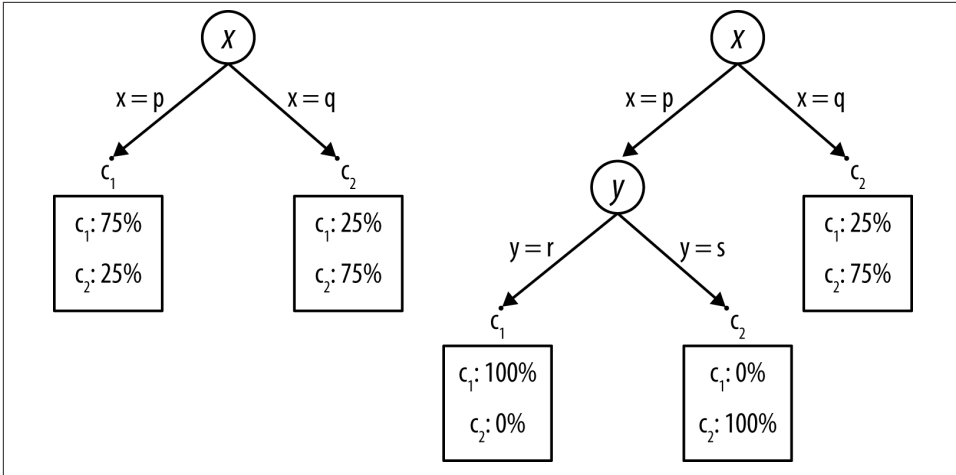 x
x = p
x = q
c₁
c₂
c₁: 75%
c₂: 25%
c₁: 25%
c₂: 75%
x
x = p
x = q
y
c₂
c₁: 25%
c₂: 75%
y = r
y = s
c₁
c₂
c₁: 100%
c₂: 0%
c₁: 0%
c₂: 100%